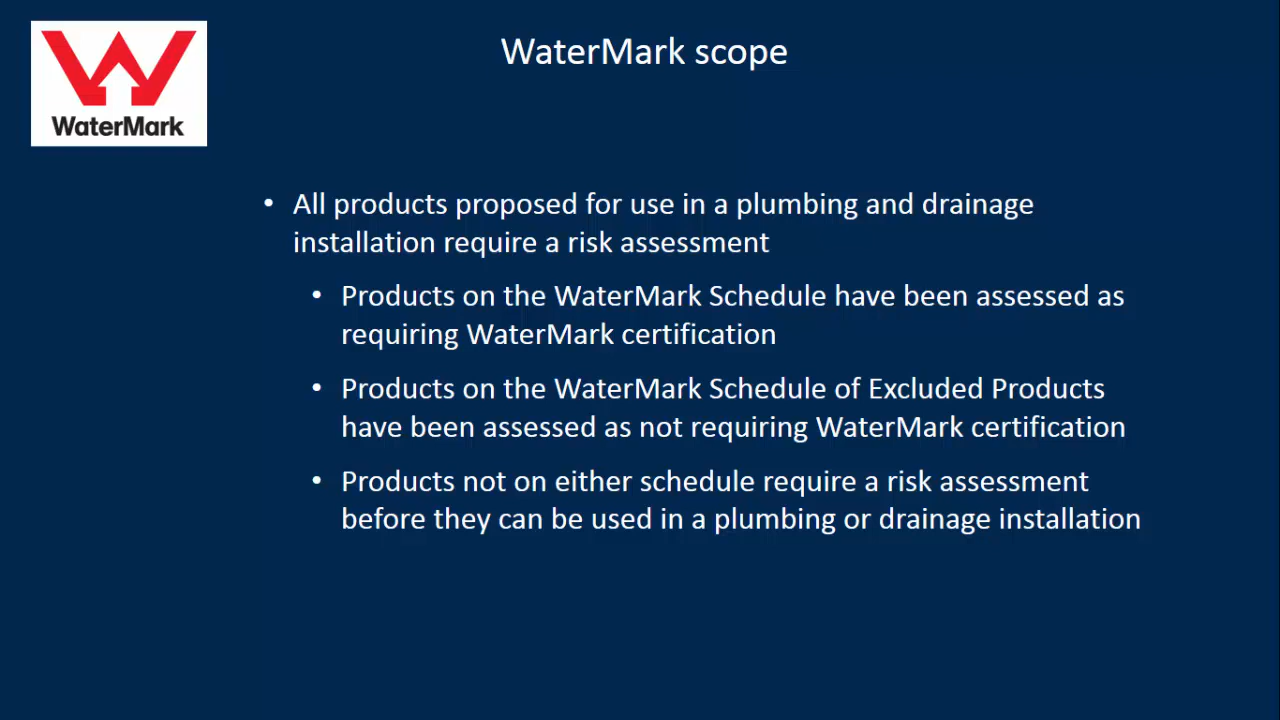 WaterMark scope
WaterMark
• All products proposed for use in a plumbing and drainage
installation require a risk assessment
• Products on the WaterMark Schedule have been assessed as
requiring WaterMark certification
• Products on the WaterMark Schedule of Excluded Products
have been assessed as not requiring WaterMark certification
• Products not on either schedule require a risk assessment
before they can be used in a plumbing or drainage installation